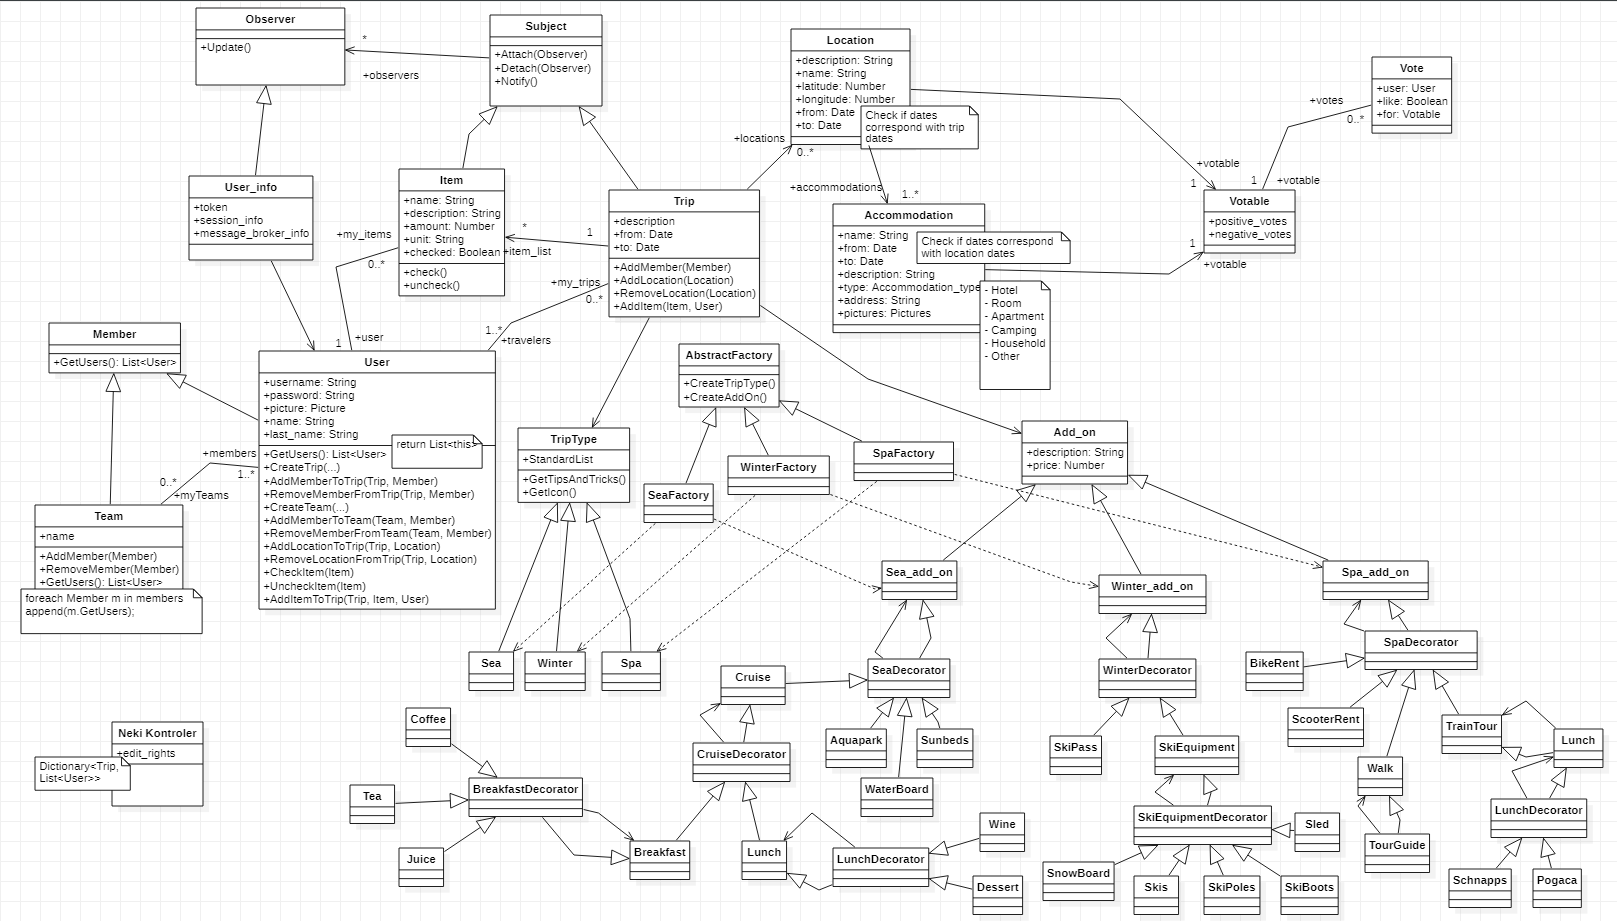 Observer
+Update()
*
+observers
Subject
+Attach(Observer)
+Detach(Observer)
+Notify()
Location
+description: String
+name: String
+latitude: Number
+longitude: Number
+from: Date
+to: Date
Check if dates
correspond with trip
dates
Vote
+user: User
+like: Boolean
+for: Votable
+votes
0..*
+locations
0..*
+accommodations
1..*
+votable
1
1
+votable
Votable
+positive_votes
+negative_votes
1
+votable
User_info
+token
+session_info
+message_broker_info
Item
+name: String
+description: String
+amount: Number
+unit: String
+checked: Boolean
+check()
+uncheck()
*
+item_list
1
Trip
+description
+from: Date
+to: Date
+AddMember(Member)
+AddLocation(Location)
+RemoveLocation(Location)
+AddItem(Item, User)
Accommodation
+name: String
+from: Date
+to: Date
+description: String
+type: Accommodation_type
+address: String
+pictures: Pictures
Check if dates correspond
with location dates
- Hotel
- Room
- Apartment
- Camping
- Household
- Other
+my_items
0..*
+my_trips
0..*
1..*
+travelers
1
+user
Member
+GetUsers(): List<User>
User
+username: String
+password: String
+picture: Picture
+name: String
+last_name: String
return List<this>
+GetUsers(): List<User>
+CreateTrip(...)
+AddMemberToTrip(Trip, Member)
+RemoveMemberFromTrip(Trip, Member)
+CreateTeam(...)
+AddMemberToTeam(Team, Member)
+RemoveMemberFromTeam(Team, Member)
+AddLocationToTrip(Trip, Location)
+RemoveLocationFromTrip(Trip, Location)
+CheckItem(Item)
+UncheckItem(Item)
+AddItemToTrip(Trip, Item, User)
+members
1..*
0..*
+myTeams
Team
+name
+AddMember(Member)
+RemoveMember(Member)
+GetUsers(): List<User>
foreach Member m in members
append(m.GetUsers);
AbstractFactory
+CreateTripType()
+CreateAddOn()
TripType
+StandardList
+GetTipsAndTricks()
+GetIcon()
SeaFactory
WinterFactory
SpaFactory
Add_on
+description: String
+price: Number
Sea_add_on
Winter_add_on
Spa_add_on
Sea
Winter
Spa
Cruise
SeaDecorator
WinterDecorator
SpaDecorator
BikeRent
ScooterRent
TrainTour
Lunch
Walk
TourGuide
LunchDecorator
Schnapps
Pogaca
Aquapark
Sunbeds
WaterBoard
SkiPass
SkiEquipment
SkiEquipmentDecorator
Sled
SnowBoard
Skis
SkiPoles
SkiBoots
CruiseDecorator
Coffee
Tea
Juice
BreakfastDecorator
Breakfast
Lunch
LunchDecorator
Wine
Dessert
Neki Kontroler
+edit_rights
Dictionary<Trip,
List<User>>